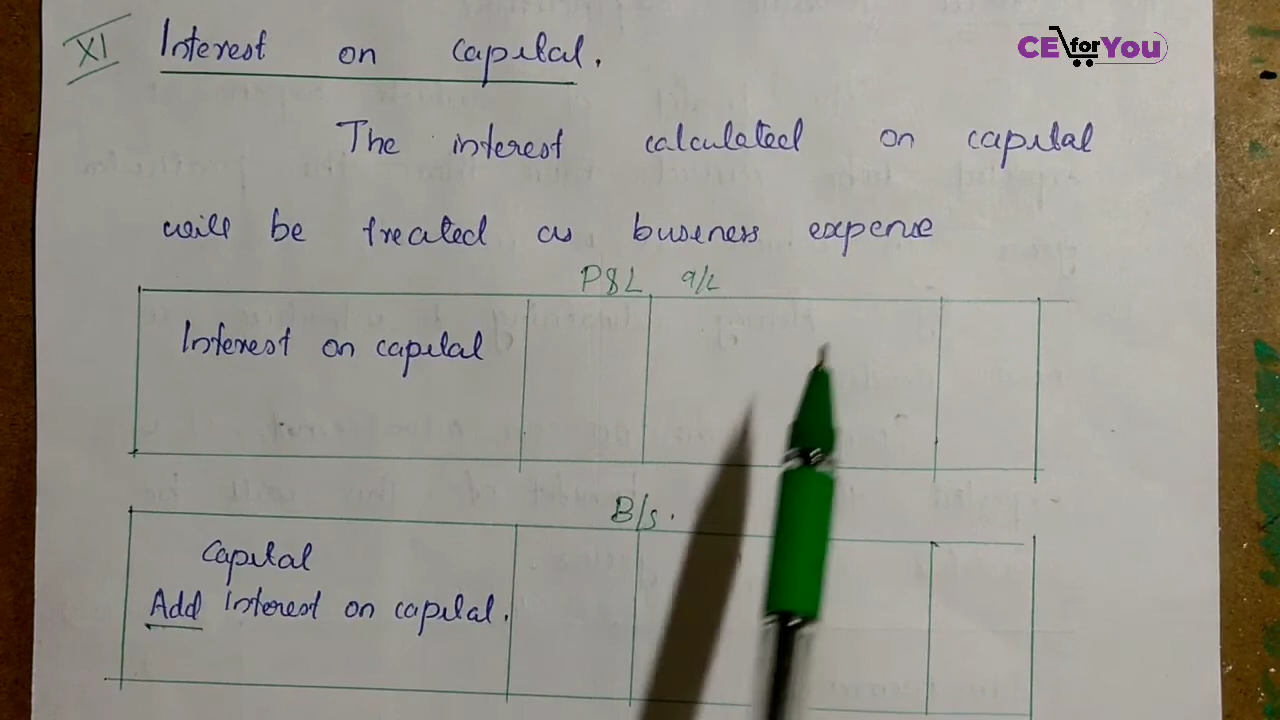 XI Interest on capital.
CE for You
The interest calculated on capital
will be treated as business expense
P&L a/c
Interest on capital
B/s.
Capital
Add interest on capital.